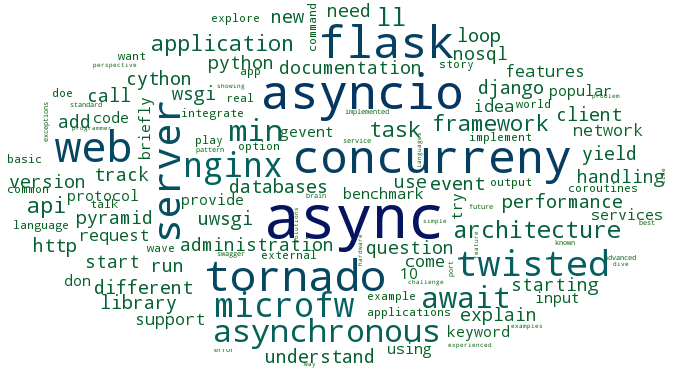 explore new command need ll
want application flask loop
perspective app python documentation nosql story
doe cython asyncio features
standard call wsgi integrate real django popular problem
programmer add code briefly server min gevent implemented task idea world client
exceptions web play option framework implement network
basic nginx pattern service concurreny yield handling
common version track databases brain benchmark use event output coroutines
language api protocol talk provide async try future performance
pyramid uwsgi simple architecture services best
http request wave administration external question known
start run swagger hardware come port twisted starting advanced dive
don different tornado 10 challenge await input
library microfw example applications explain
support asynchronous keyword examples
error understand using experienced
way